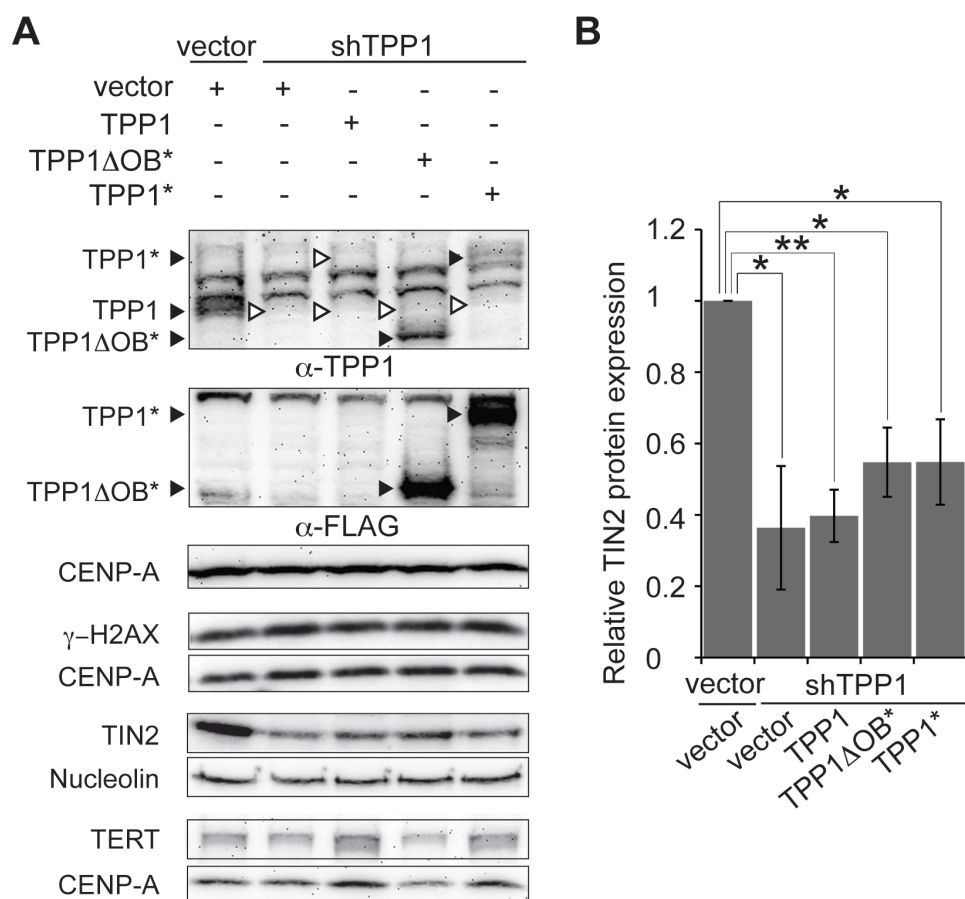 A
vector shTPP1
vector + + - - -
TPP1 - - + - -
TPP1ΔOB* - - - + -
TPP1* - - - - +
TPP1*
TPP1
TPP1ΔOB*
α-TPP1
TPP1*
TPP1ΔOB*
α-FLAG
CENP-A
γ-H2AX
CENP-A
TIN2
Nucleolin
TERT
CENP-A
B
*
*
**
*
Relative TIN2 protein expression
1.2
1
0.8
0.6
0.4
0.2
0
vector shTPP1
vector vector TPP1 TPP1ΔOB* TPP1*